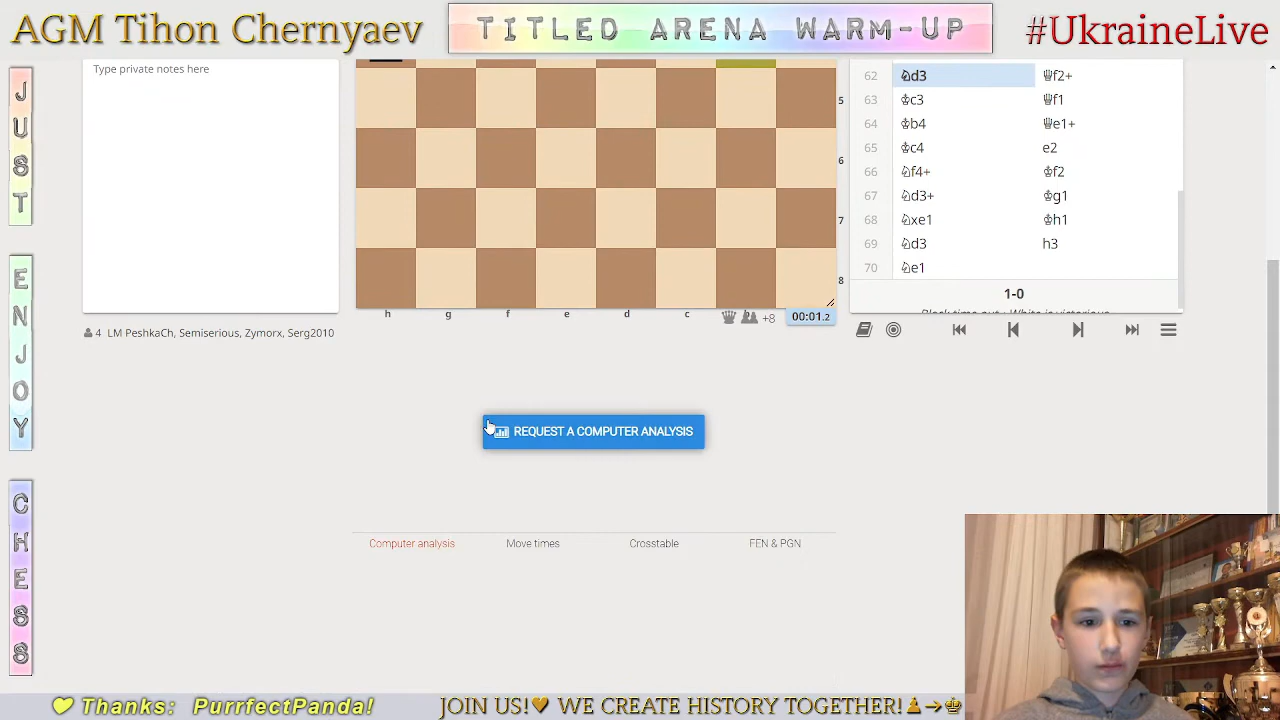 AGM Tihon Chernyaev
TITLED ARENA WARM-UP
#UkraineLive
JUST
ENJOY
CHESS
Type private notes here
4 LM PeshkaCh, Semiserious, Zymorx, Serg2010
5
6
7
8
h g f e d c
+8
00:01.2
62 ♘d3 ♕f2+
63 ♔c3 ♕f1
64 ♔b4 ♕e1+
65 ♔c4 e2
66 ♘f4+ ♔f2
67 ♘d3+ ♔g1
68 ♘xe1 ♔h1
69 ♘d3 h3
70 ♘e1
1-0
REQUEST A COMPUTER ANALYSIS
Computer analysis Move times Crosstable FEN & PGN
Thanks: PurrfectPanda!
JOIN US! WE CREATE HISTORY TOGETHER!